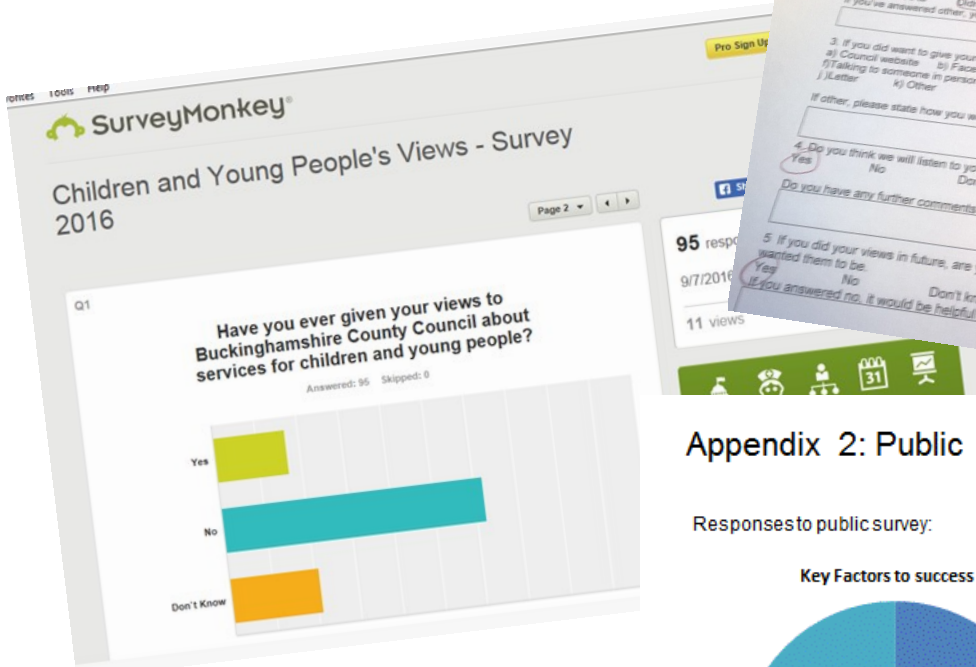 Tools Help
SurveyMonkey®
Pro Sign Up
Children and Young People's Views - Survey
2016
Page 2
95
9/7/2016
11 views
31
Q1
Have you ever given your views to
Buckinghamshire County Council about
services for children and young people?
Answered: 95 Skipped: 0
Yes
No
Don't Know
If you've answered other,
3. If you did want to give your
a) Council website b)
f)Talking to someone in person
j )Letter k) Other
If other, please state how you
4. Do you think we will listen to
Yes No
Do you have any further comments
5 If you did your views in future, are
wanted them to be.
Yes No Don't
If you answered no, it would be helpful
Appendix 2: Public
Responses to public survey:
Key Factors to success